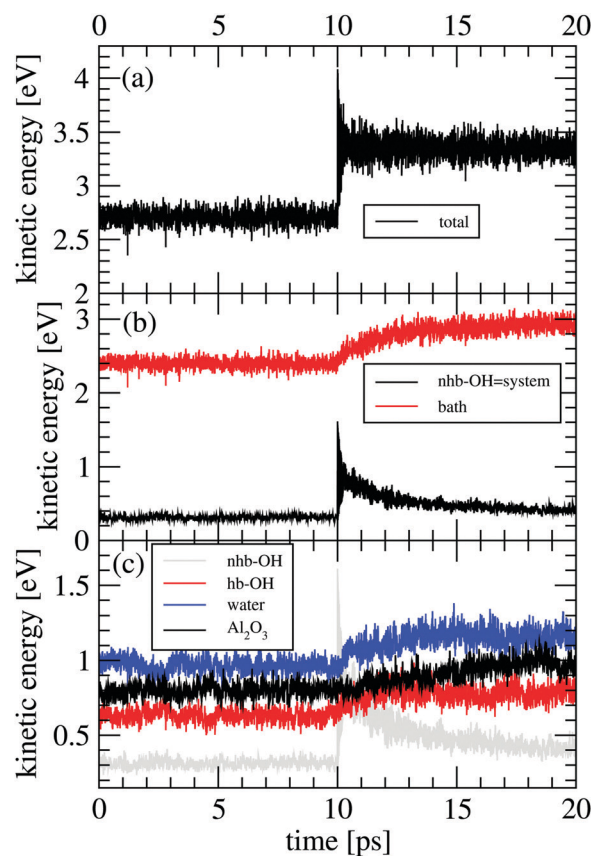 0 5 10 15 20
(a)
4
3.5
3
2.5
2
kinetic energy [eV]
total
(b)
3
2
1
0
kinetic energy [eV]
nhb-OH=system
bath
(c)
nhb-OH
hb-OH
water
Al₂O₃
1.5
1
0.5
kinetic energy [eV]
0 5 10 15 20
time [ps]